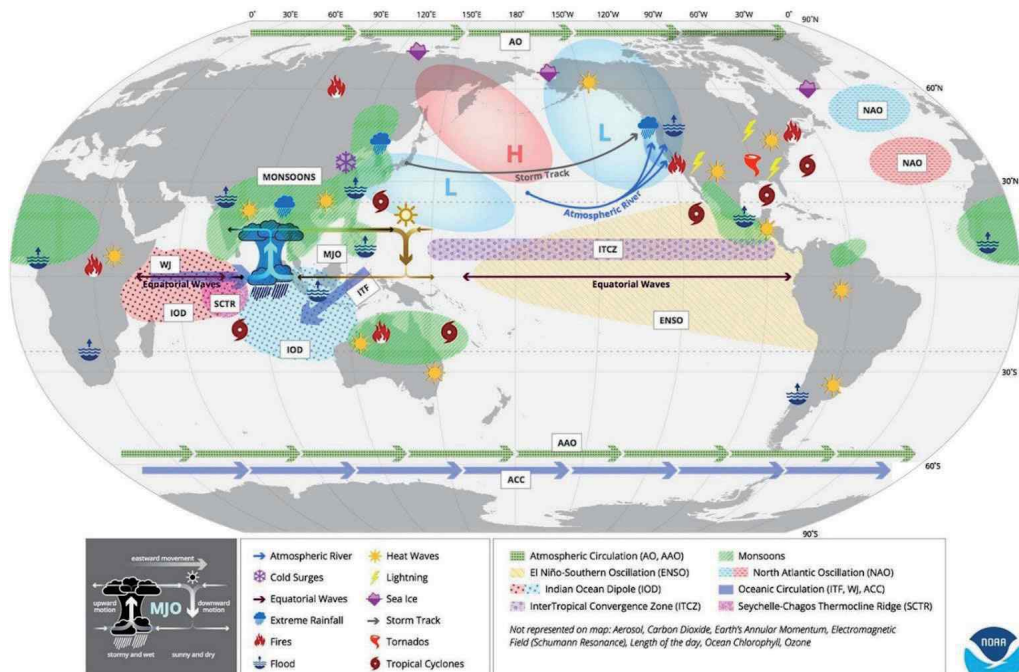 0° 30°E 60°E 90°E 120°E 150°E 180° 150°W 120°W 90°W 60°W 30°W 0°
90°N
AO
60°N
NAO
L
H
L
NAO
MONSOONS
Storm Track
30°N
Atmospheric River
MJO
ITCZ
WJ
Equatorial Waves
Equatorial Waves
SCTR
ITF
IOD
ENSO
IOD
30°S
AAO
60°S
ACC
90°S
eastward movement
upward motion
MJO
downward motion
stormy and wet
sunny and dry
Atmospheric River
Cold Surges
Equatorial Waves
Extreme Rainfall
Fires
Flood
Heat Waves
Lightning
Sea Ice
Storm Track
Tornados
Tropical Cyclones
Atmospheric Circulation (AO, AAO)
El Niño-Southern Oscillation (ENSO)
Indian Ocean Dipole (IOD)
InterTropical Convergence Zone (ITCZ)
Monsoons
North Atlantic Oscillation (NAO)
Oceanic Circulation (ITF, WJ, ACC)
Seychelle-Chagos Thermocline Ridge (SCTR)
Not represented on map: Aerosol, Carbon Dioxide, Earth's Annular Momentum, Electromagnetic
Field (Schumann Resonance), Length of the day, Ocean Chlorophyll, Ozone
NOAA